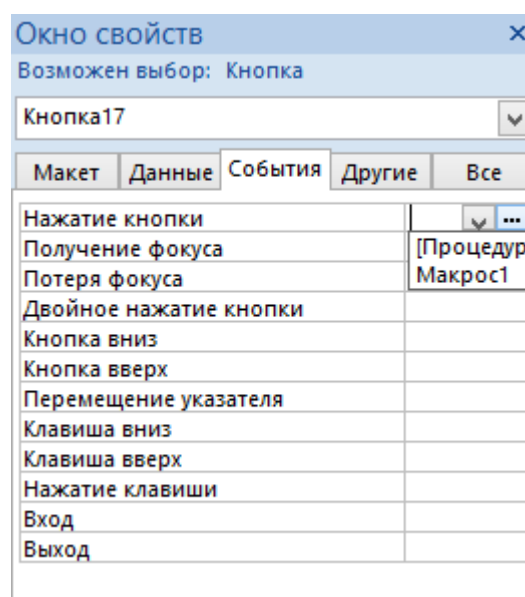 Окно свойств
Возможен выбор: Кнопка
Кнопка17
Макет Данные События Другие Все
Нажатие кнопки
Получение фокуса [Процедур
Потеря фокуса Макрос1
Двойное нажатие кнопки
Кнопка вниз
Кнопка вверх
Перемещение указателя
Клавиша вниз
Клавиша вверх
Нажатие клавиши
Вход
Выход